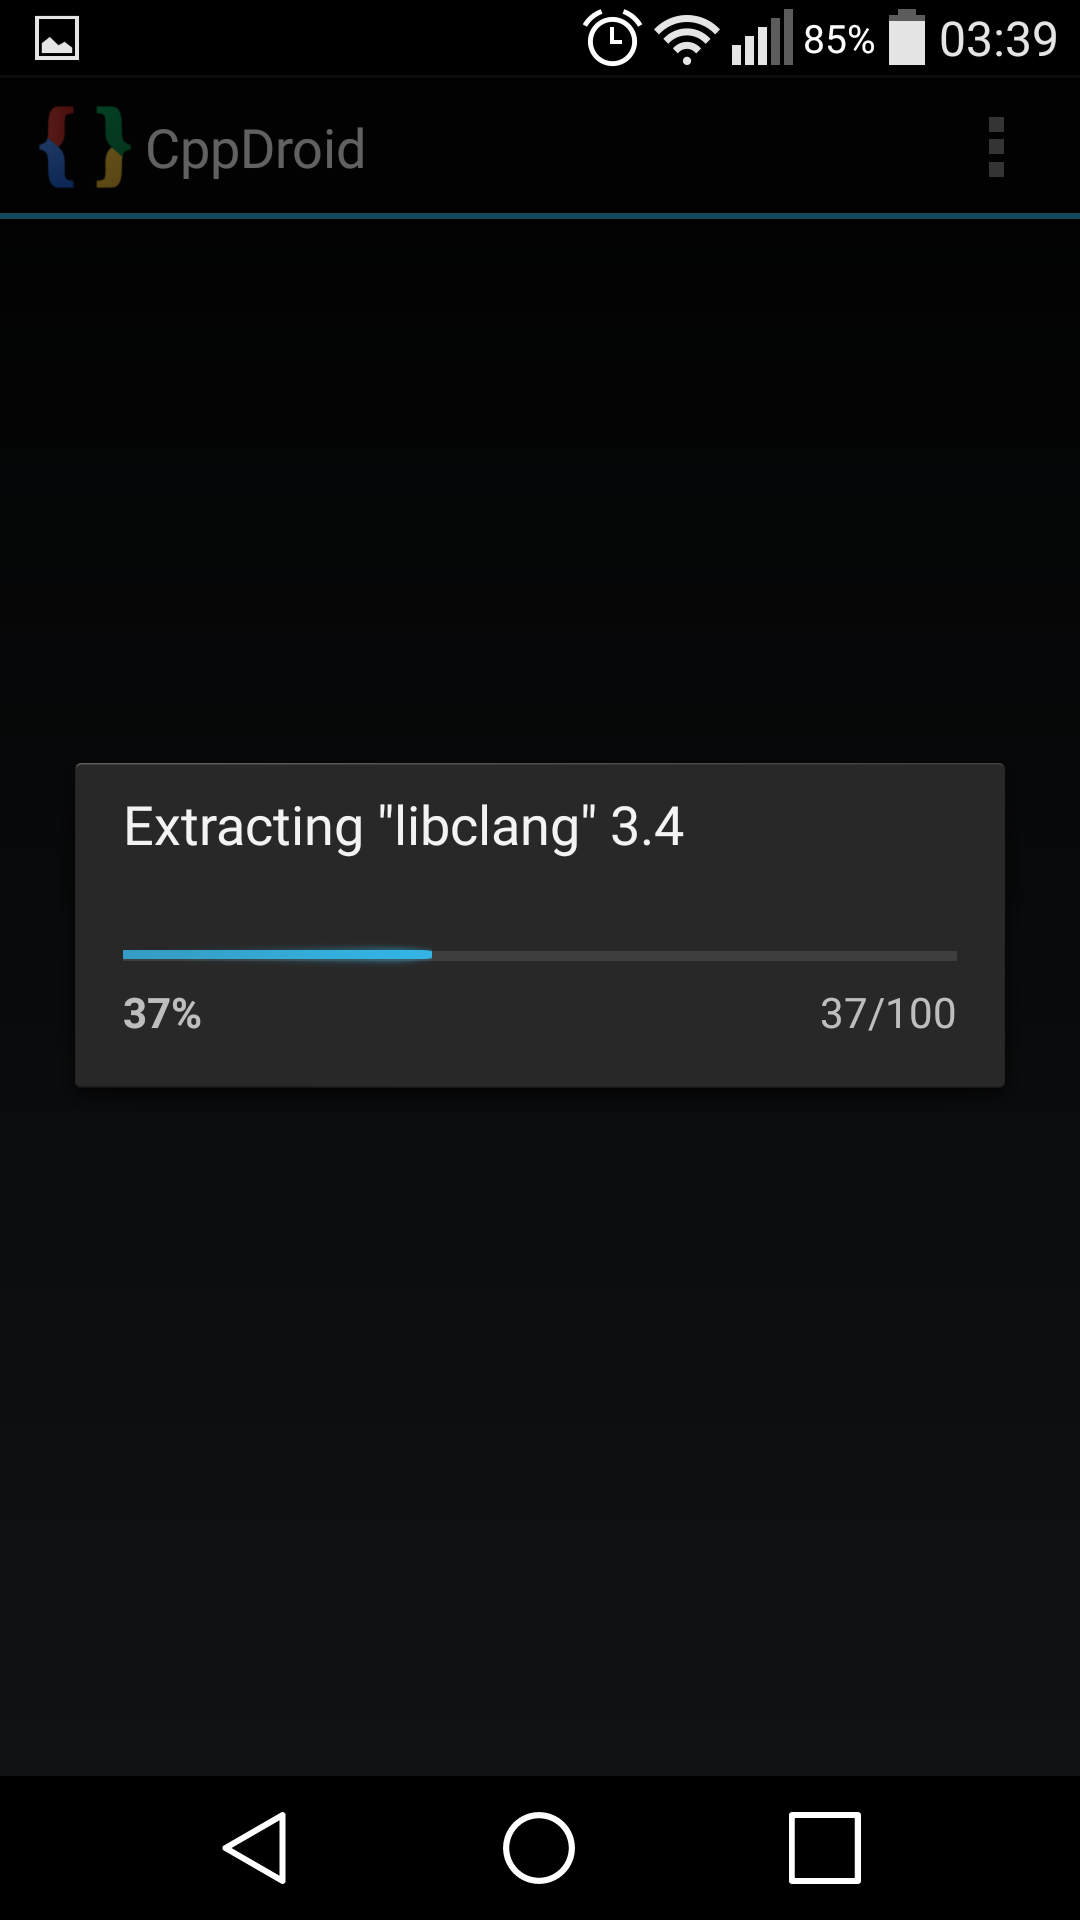 85% 03:39
CppDroid
Extracting "libclang" 3.4
37% 37/100